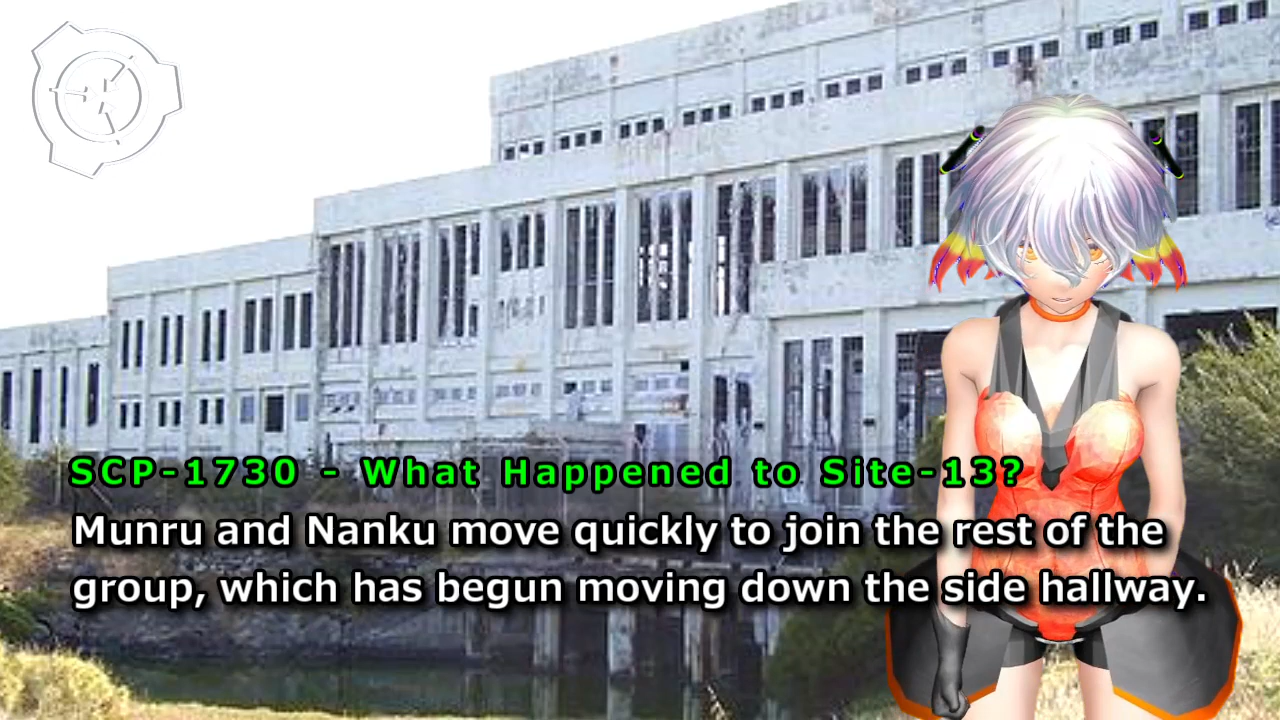 SCP-1730 - What Happened to Site-13?
Munru and Nanku move quickly to join the rest of the
group, which has begun moving down the side hallway.